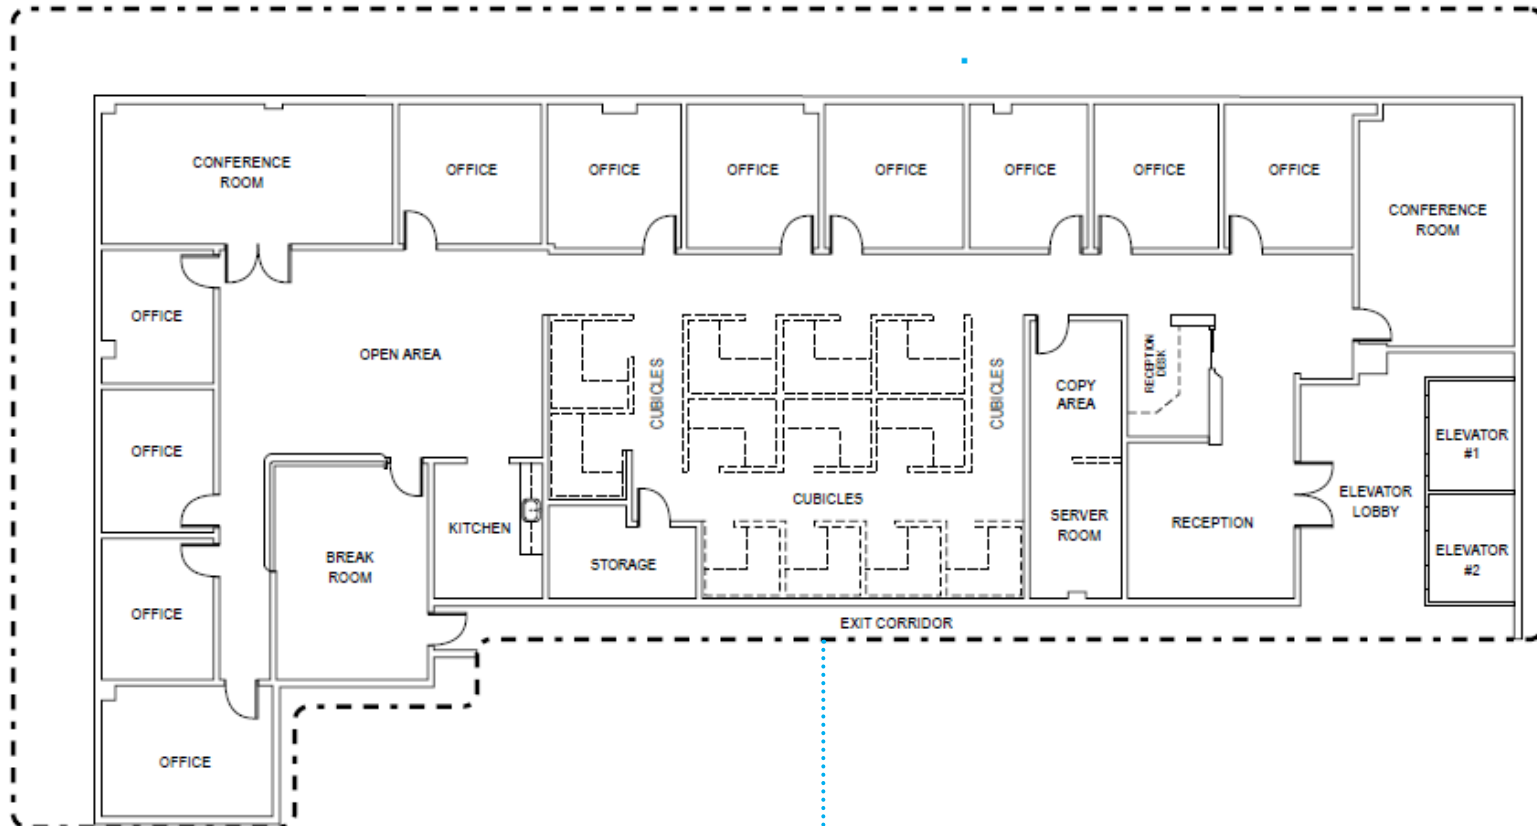 CONFERENCE
ROOM
OFFICE
OFFICE
OFFICE
OFFICE
OFFICE
OFFICE
OFFICE
CONFERENCE
ROOM
OFFICE
OPEN AREA
CUBICLES
CUBICLES
COPY
AREA
RECEPTION
DESK
OFFICE
ELEVATOR
#1
KITCHEN
CUBICLES
SERVER
ROOM
RECEPTION
ELEVATOR
LOBBY
BREAK
ROOM
STORAGE
ELEVATOR
#2
OFFICE
EXIT CORRIDOR
OFFICE